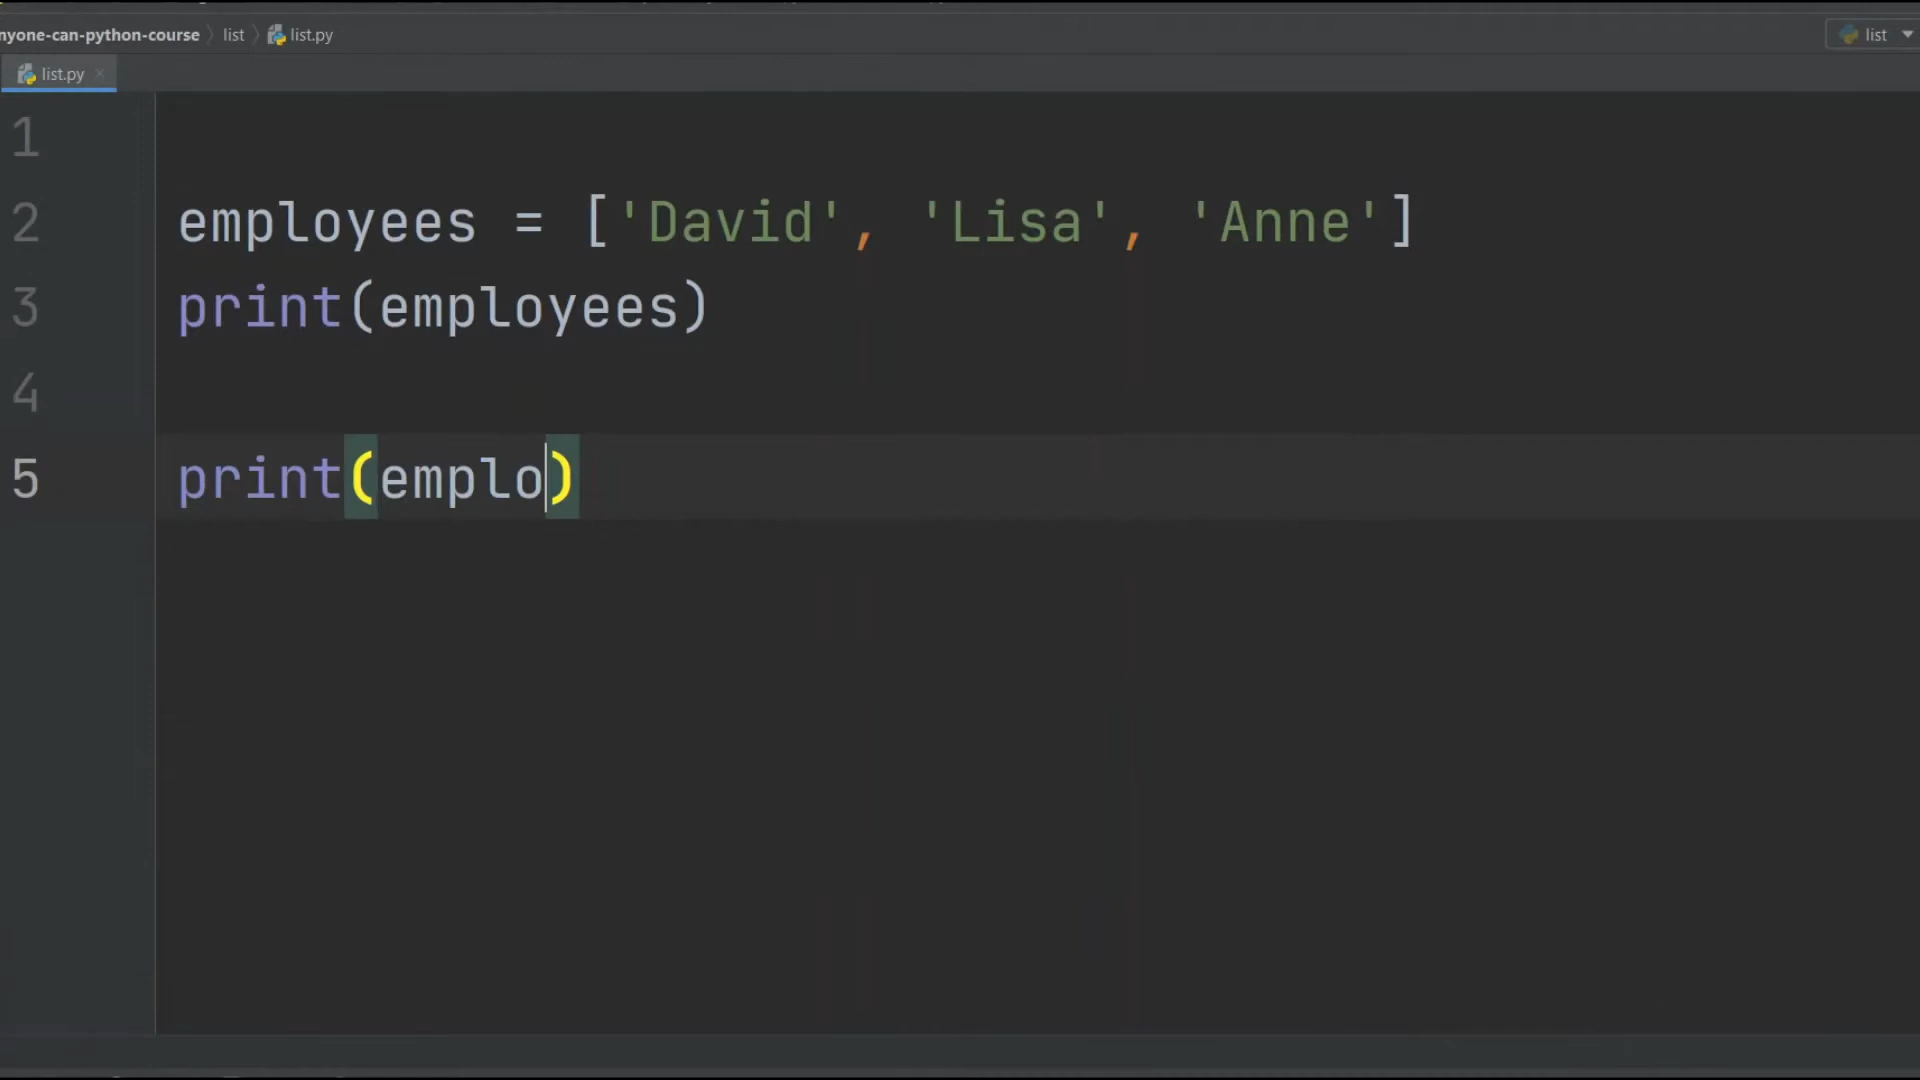 nyone-can-python-course list list.py list
list.py
1
2 employees = ['David', 'Lisa', 'Anne']
3 print(employees)
4
5 print(emplo)